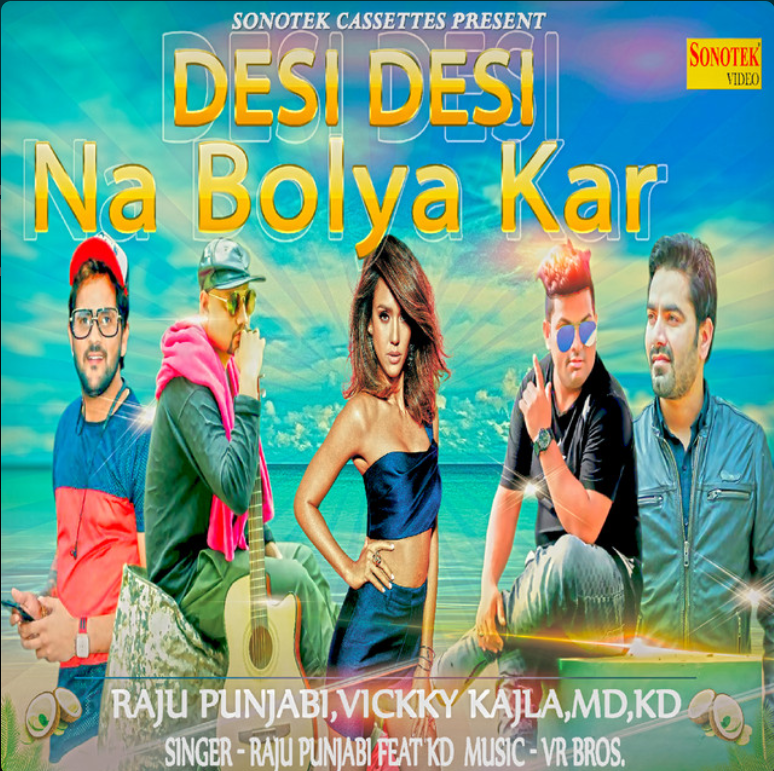 SONOTEK CASSETTES PRESENT
SONOTEK
VIDEO
DESI DESI
Na Bolya Kar
RAJU PUNJABI,VICKKY KAJLA,MD,KD
SINGER - RAJU PUNJABI FEAT KD MUSIC - VR BROS.